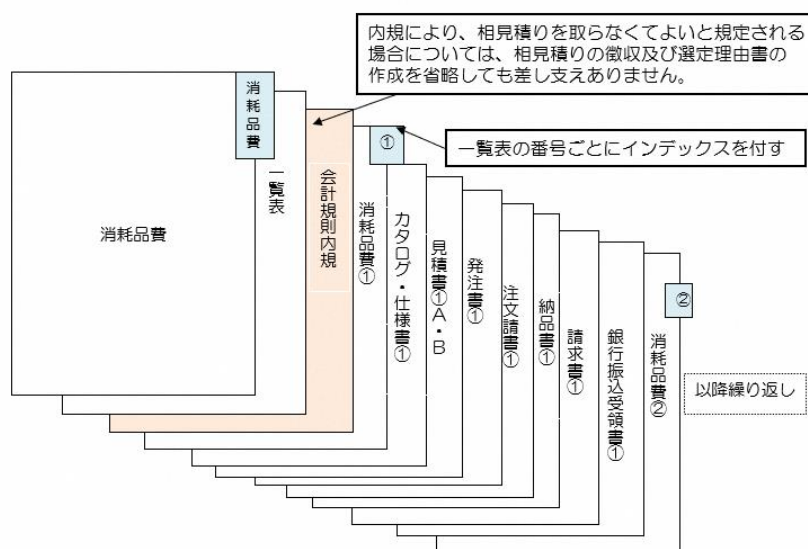 内規により、相見積りを取らなくてよいと規定される
場合については、相見積りの徴収及び選定理由書の
作成を省略しても差し支えありません。
一覧表の番号ごとにインデックスを付す
消耗品費
消耗品費
一覧表
会計規則内規
①
消耗品費①
カタログ・仕様書①
見積書①A・B
発注書①
注文請書①
納品書①
請求書①
銀行振込受領書①
消耗品費②
②
以降繰り返し